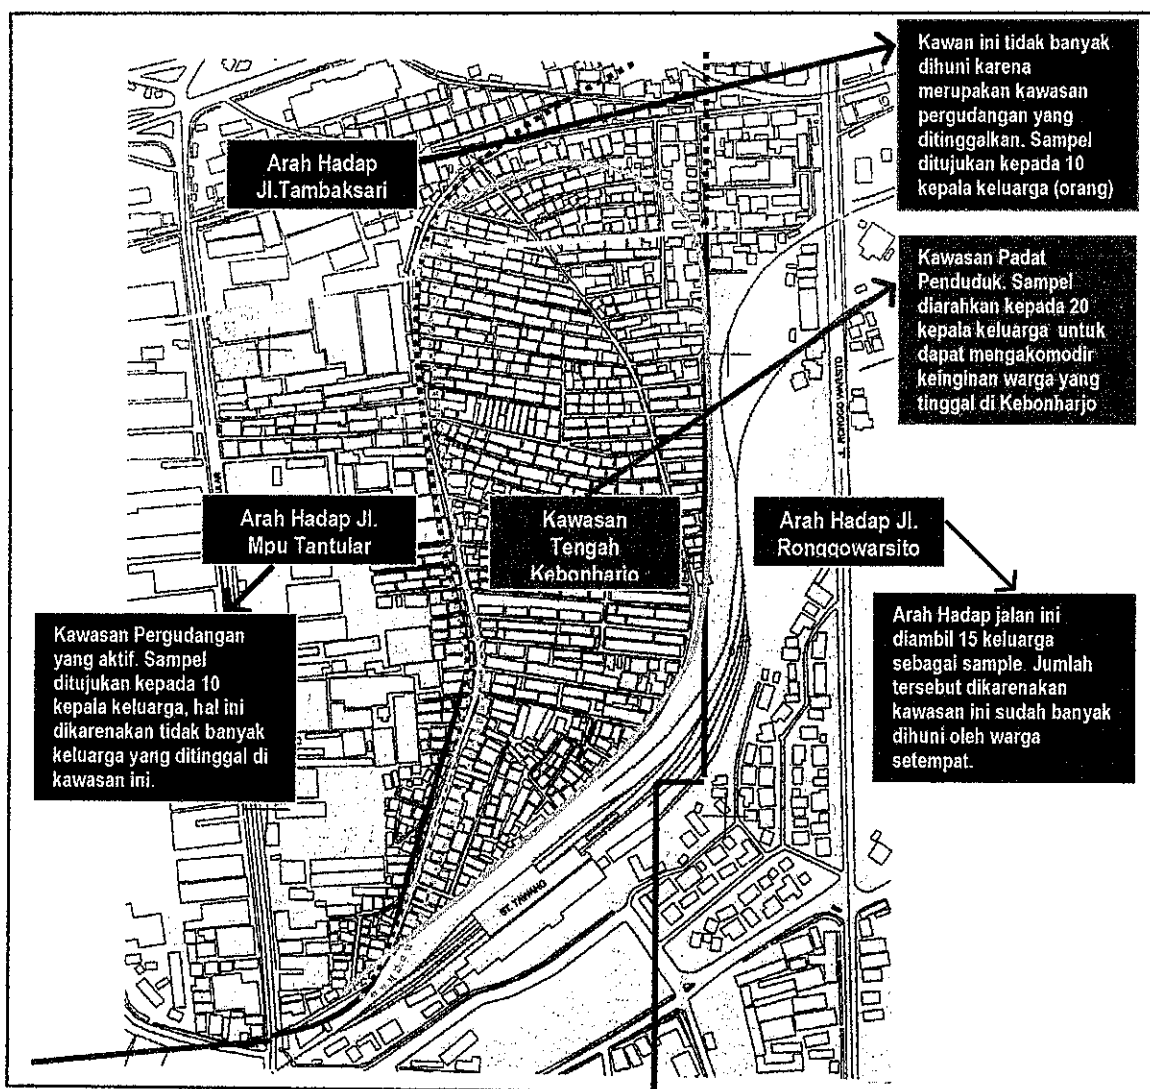 Kawan ini tidak banyak
dihuni karena
merupakan kawasan
pergudangan yang
ditinggalkan. Sampel
ditujukan kepada 10
kepala keluarga (orang)
Arah Hadap
Jl.Tambaksari
Kawasan Padat
Penduduk. Sampel
diarahkan kepada 20
kepala keluarga untuk
dapat mengakomodir
keinginan warga yang
tinggal di Kebonharjo
Arah Hadap Jl.
Mpu Tantular
Kawasan
Tengah
Kebonharjo
Arah Hadap Jl.
Ronggowarsito
Kawasan Pergudangan
yang aktif. Sampel
ditujukan kepada 10
kepala keluarga, hal ini
dikarenakan tidak banyak
keluarga yang ditinggal di
kawasan ini.
Arah Hadap jalan ini
diambil 15 keluarga
sebagai sample. Jumlah
tersebut dikarenakan
kawasan ini sudah banyak
dihuni oleh warga
setempat.
ST. TAWANG